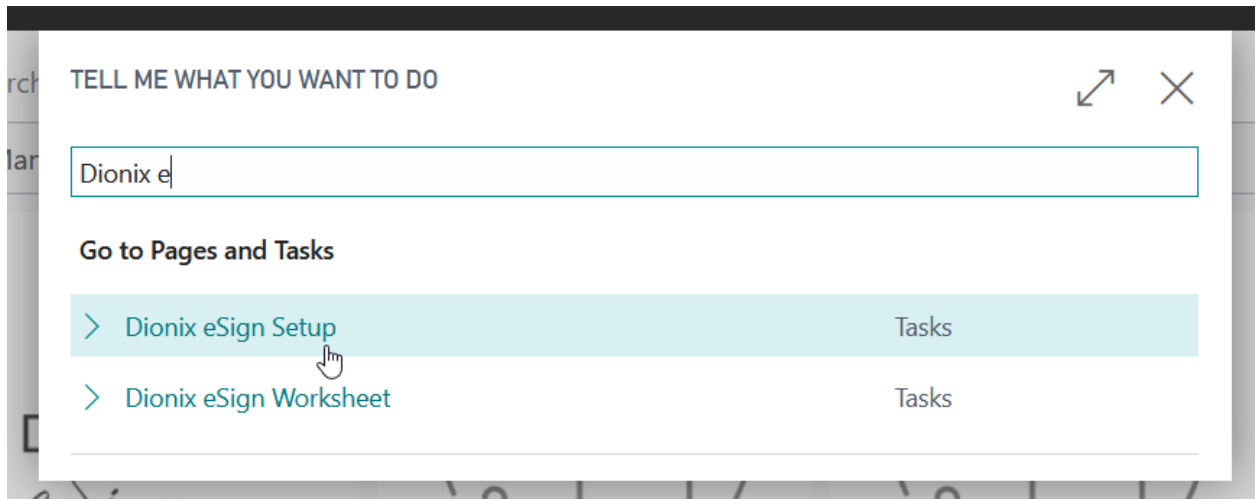 TELL ME WHAT YOU WANT TO DO
Dionix e
Go to Pages and Tasks
Dionix eSign Setup Tasks
Dionix eSign Worksheet Tasks